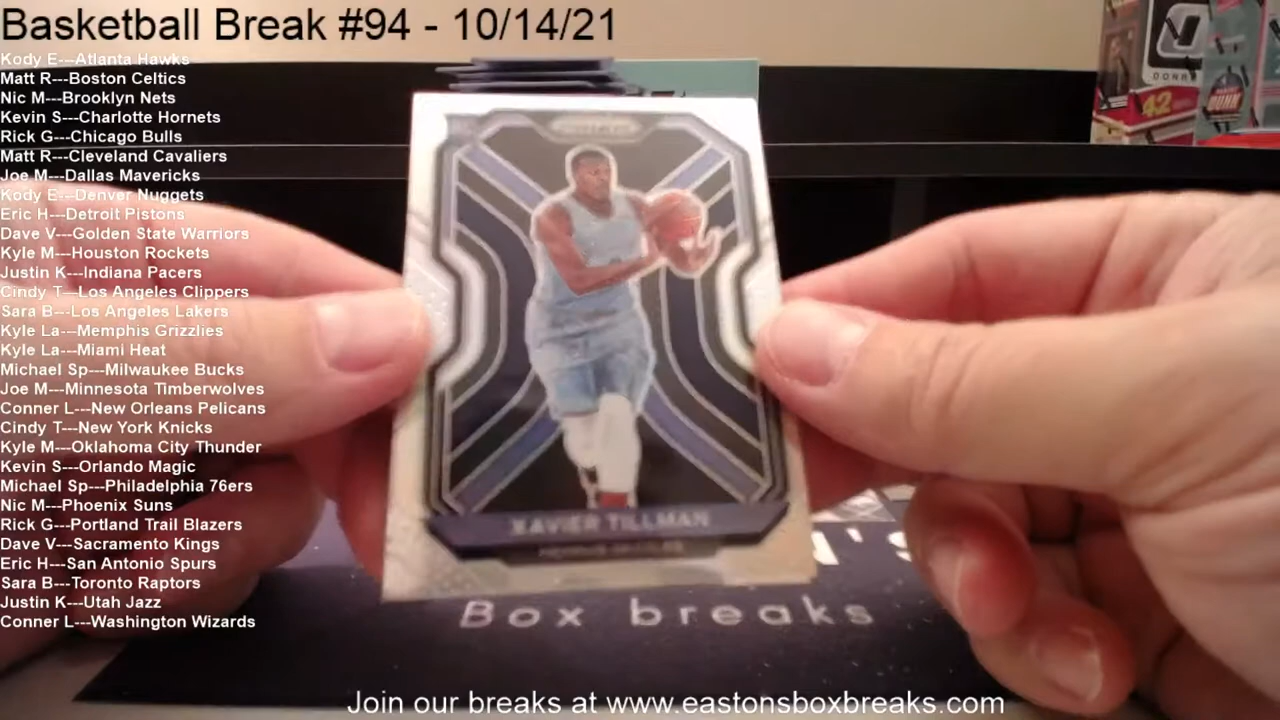 Basketball Break #94 - 10/14/21
Kody E---Atlanta Hawks
Matt R---Boston Celtics
Nic M---Brooklyn Nets
Kevin S---Charlotte Hornets
Rick G---Chicago Bulls
Matt R---Cleveland Cavaliers
Joe M---Dallas Mavericks
Kody E---Denver Nuggets
Eric H---Detroit Pistons
Dave V---Golden State Warriors
Kyle M---Houston Rockets
Justin K---Indiana Pacers
Cindy T---Los Angeles Clippers
Sara B---Los Angeles Lakers
Kyle La---Memphis Grizzlies
Kyle La---Miami Heat
Michael Sp---Milwaukee Bucks
Joe M---Minnesota Timberwolves
Conner L---New Orleans Pelicans
Cindy T---New York Knicks
Kyle M---Oklahoma City Thunder
Kevin S---Orlando Magic
Michael Sp---Philadelphia 76ers
Nic M---Phoenix Suns
Rick G---Portland Trail Blazers
Dave V---Sacramento Kings
Eric H---San Antonio Spurs
Sara B---Toronto Raptors
Justin K---Utah Jazz
Conner L---Washington Wizards
42
XAVIER TILLMAN
Box breaks
Join our breaks at www.eastonsboxbreaks.com